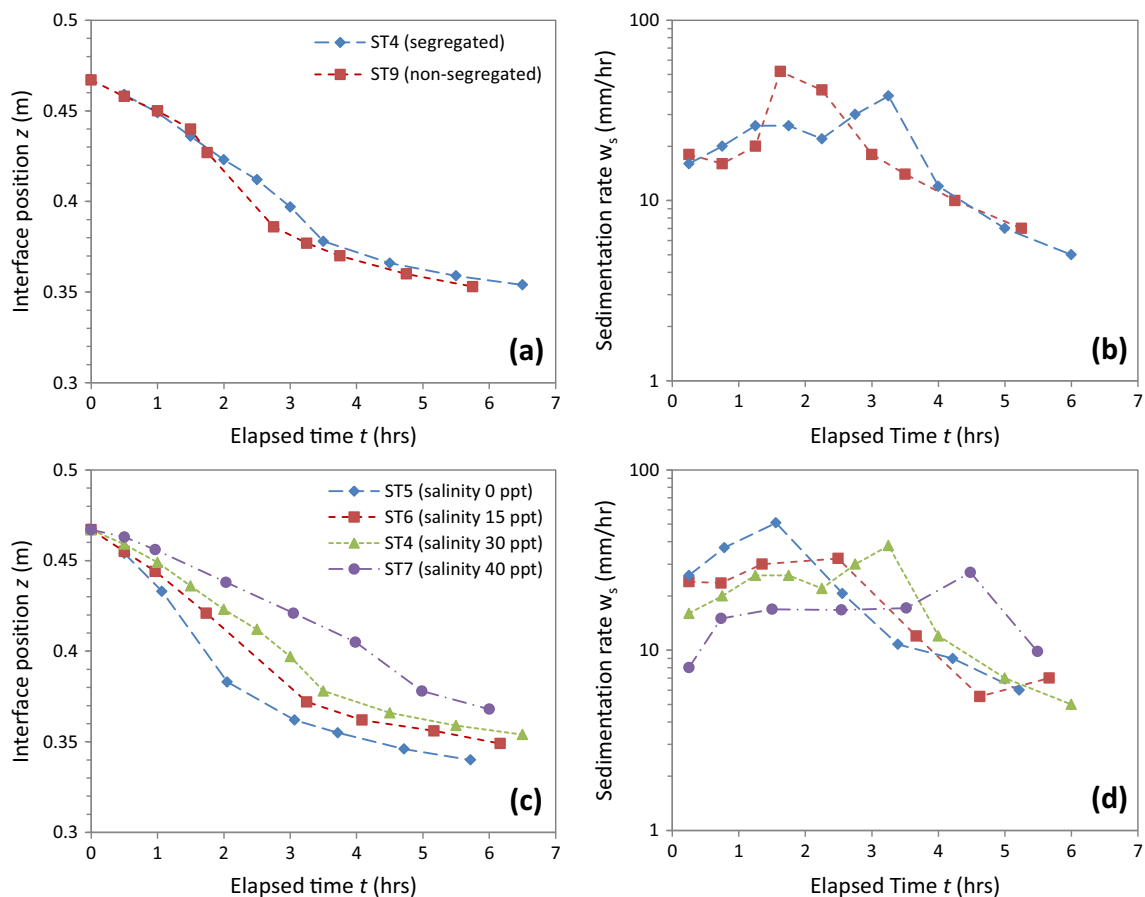 0.5
0.45
0.4
0.35
0.3
Interface position z (m)
ST4 (segregated)
ST9 (non-segregated)
(a)
0 1 2 3 4 5 6 7
Elapsed time t (hrs)
100
10
1
Sedimentation rate ws (mm/hr)
(b)
0 1 2 3 4 5 6 7
Elapsed Time t (hrs)
0.5
0.45
0.4
0.35
0.3
Interface position z (m)
ST5 (salinity 0 ppt)
ST6 (salinity 15 ppt)
ST4 (salinity 30 ppt)
ST7 (salinity 40 ppt)
(c)
0 1 2 3 4 5 6 7
Elapsed time t (hrs)
100
10
1
Sedimentation rate ws (mm/hr)
(d)
0 1 2 3 4 5 6 7
Elapsed Time t (hrs)